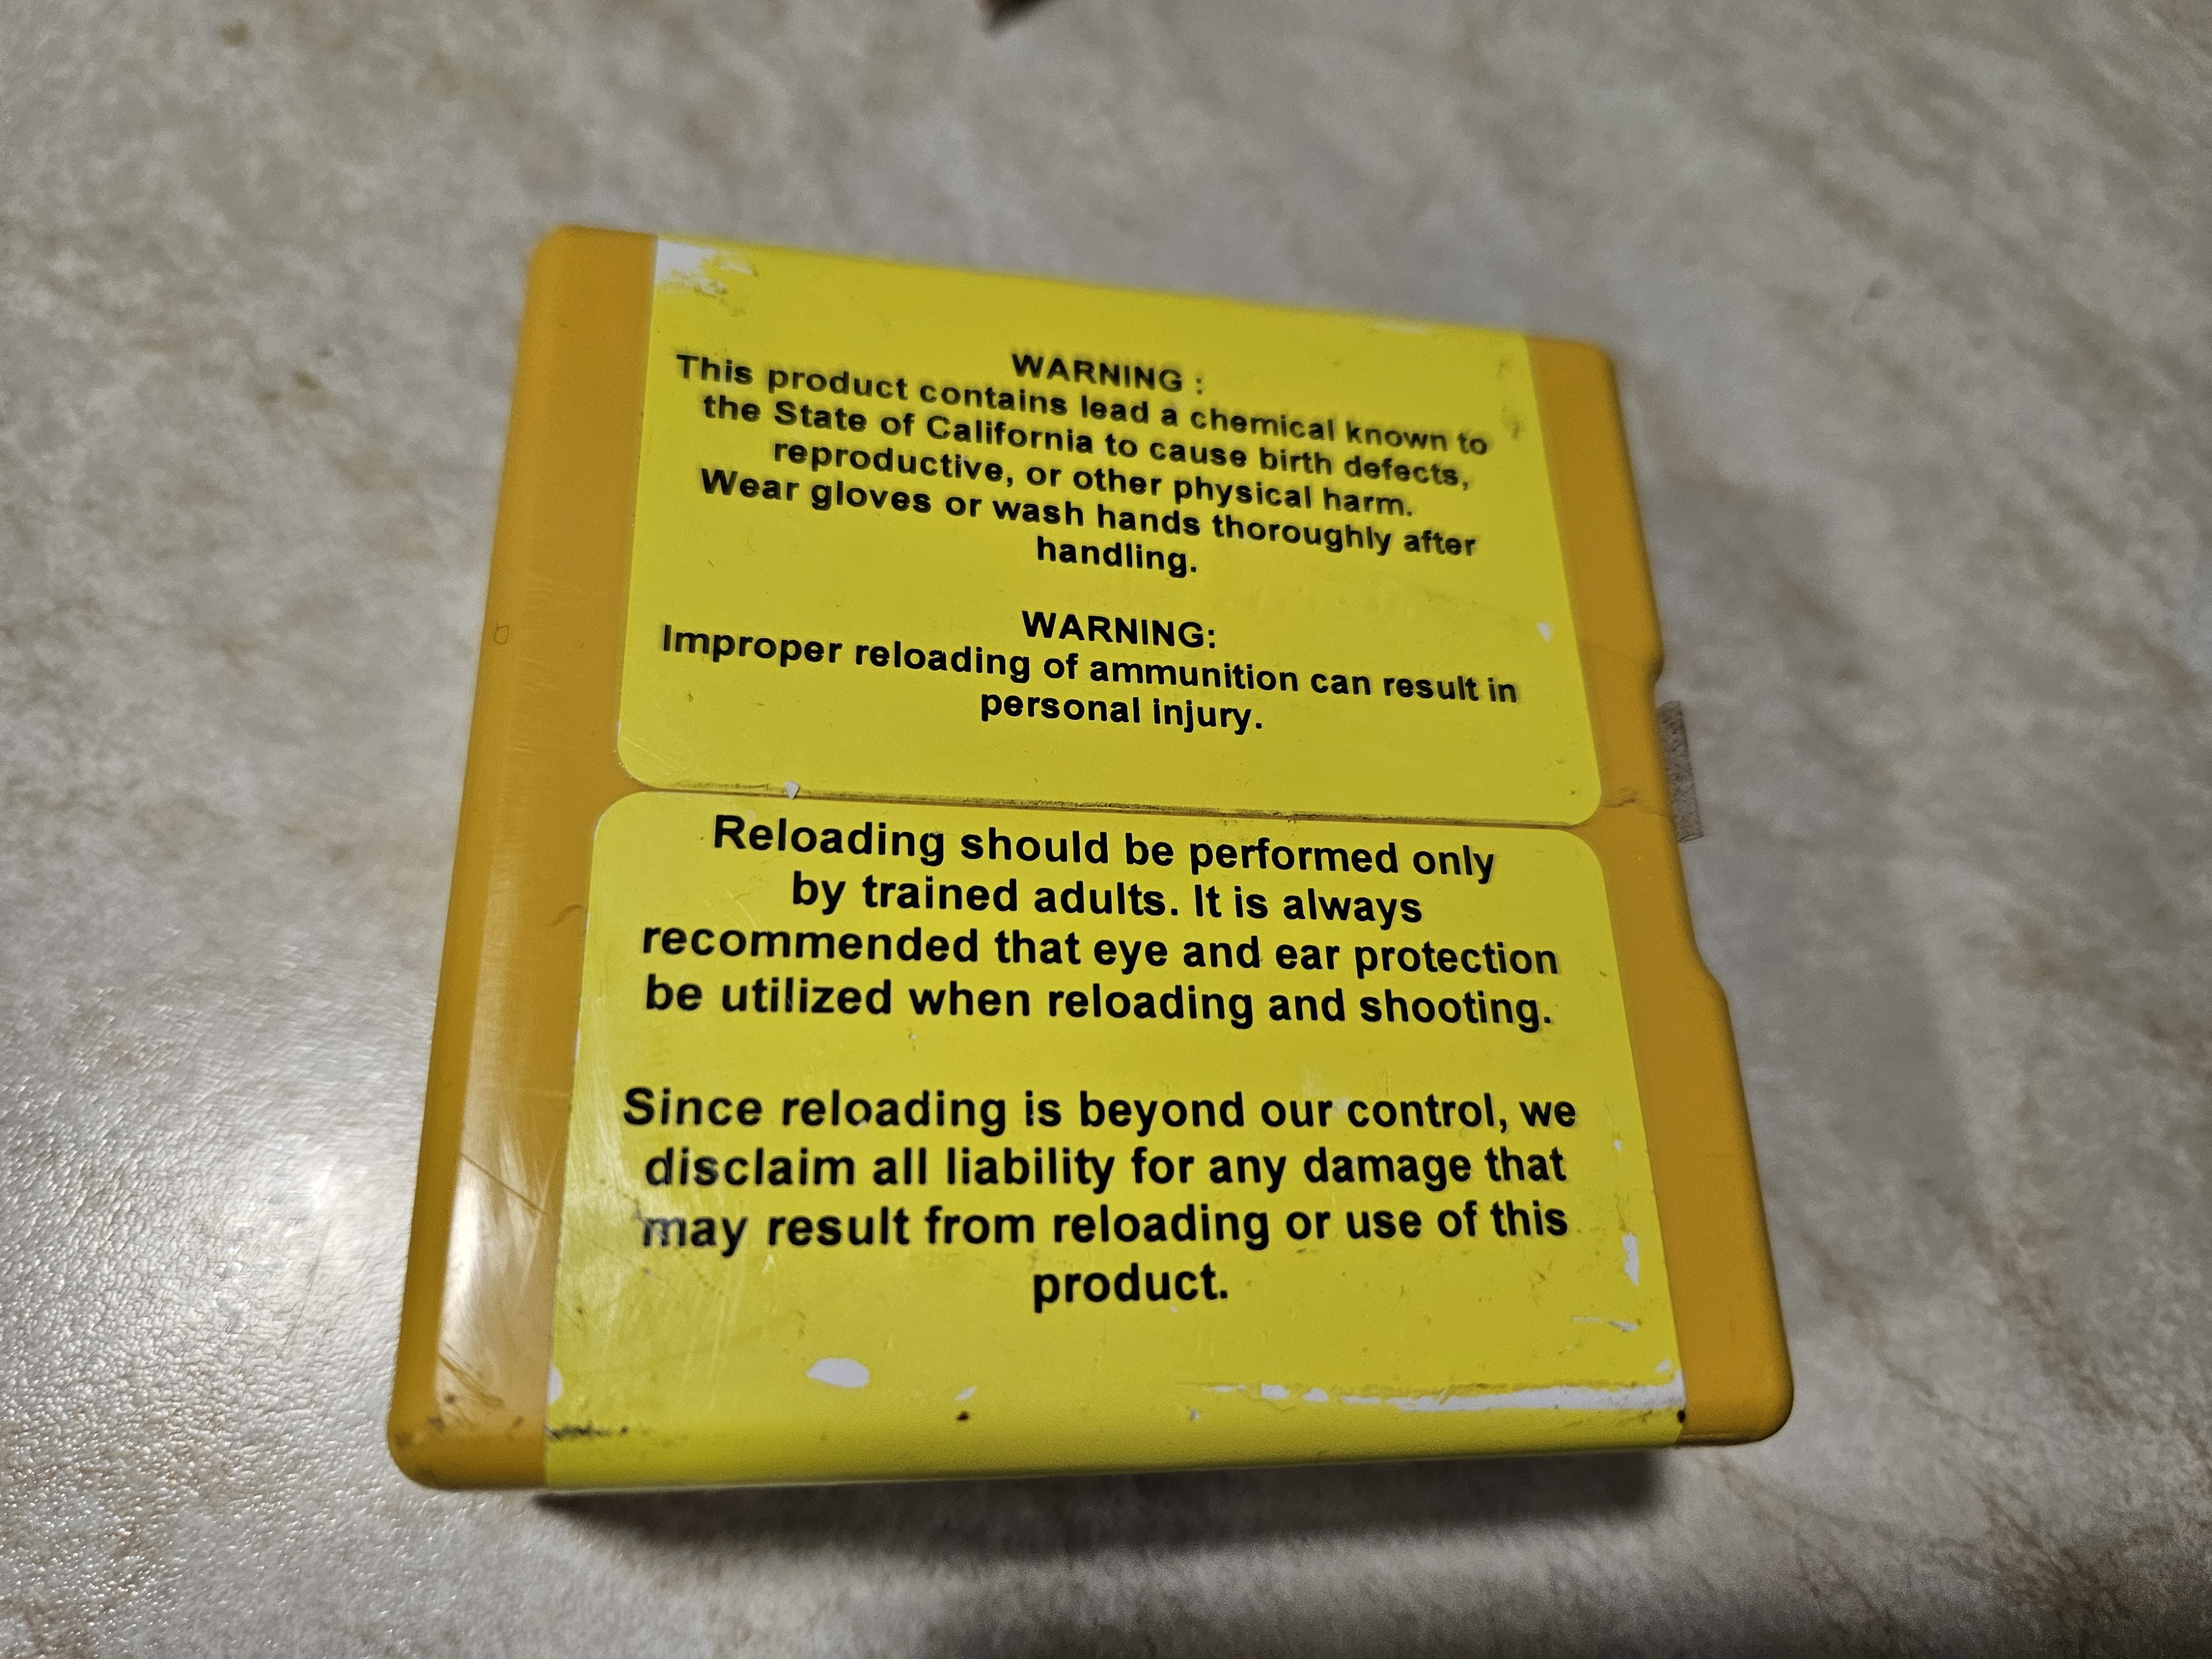 WARNING :
This product contains lead a chemical known to
the State of California to cause birth defects,
reproductive, or other physical harm.
Wear gloves or wash hands thoroughly after
handling.
WARNING:
Improper reloading of ammunition can result in
personal injury.
Reloading should be performed only
by trained adults. It is always
recommended that eye and ear protection
be utilized when reloading and shooting.
Since reloading is beyond our control, we
disclaim all liability for any damage that
may result from reloading or use of this
product.